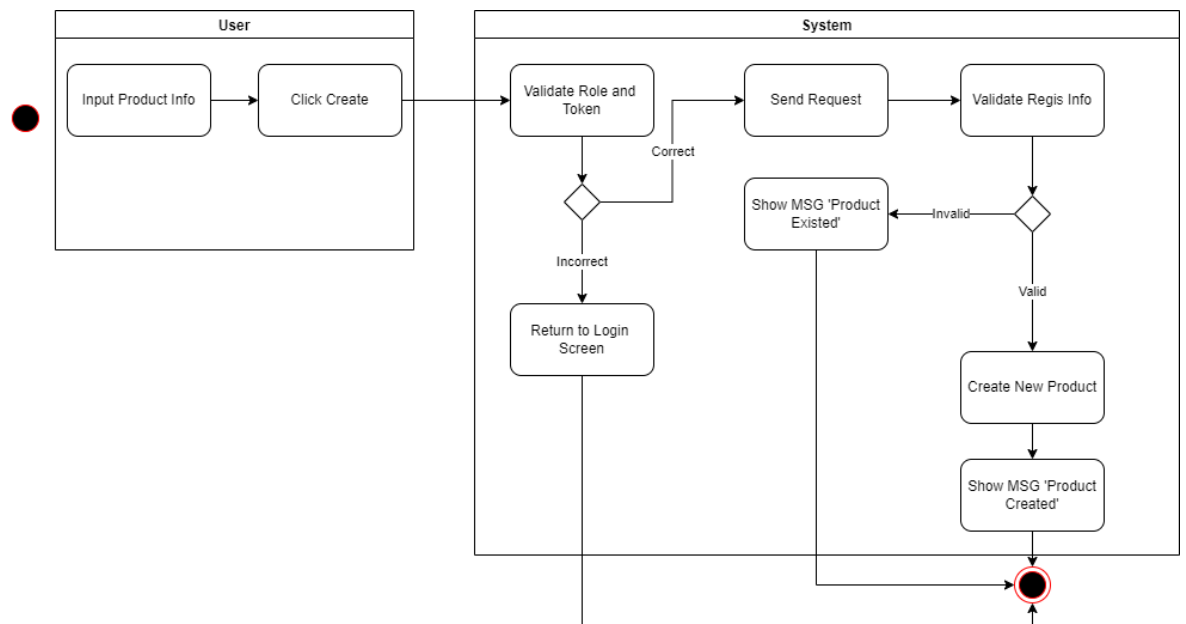 User
System
Input Product Info
Click Create
Validate Role and
Token
Send Request
Validate Regis Info
Correct
Show MSG 'Product
Existed'
Invalid
Incorrect
Valid
Return to Login
Screen
Create New Product
Show MSG 'Product
Created'